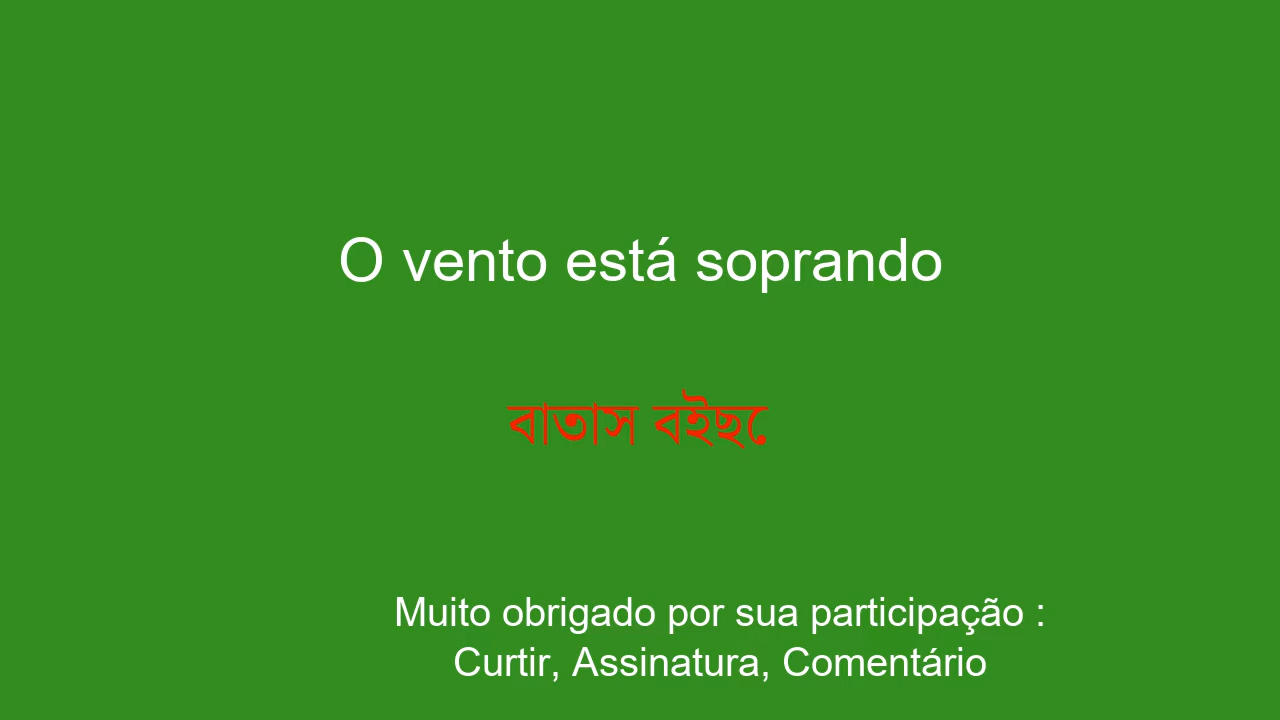 O vento está soprando
বাতাস বইছে
Muito obrigado por sua participação :
Curtir, Assinatura, Comentário